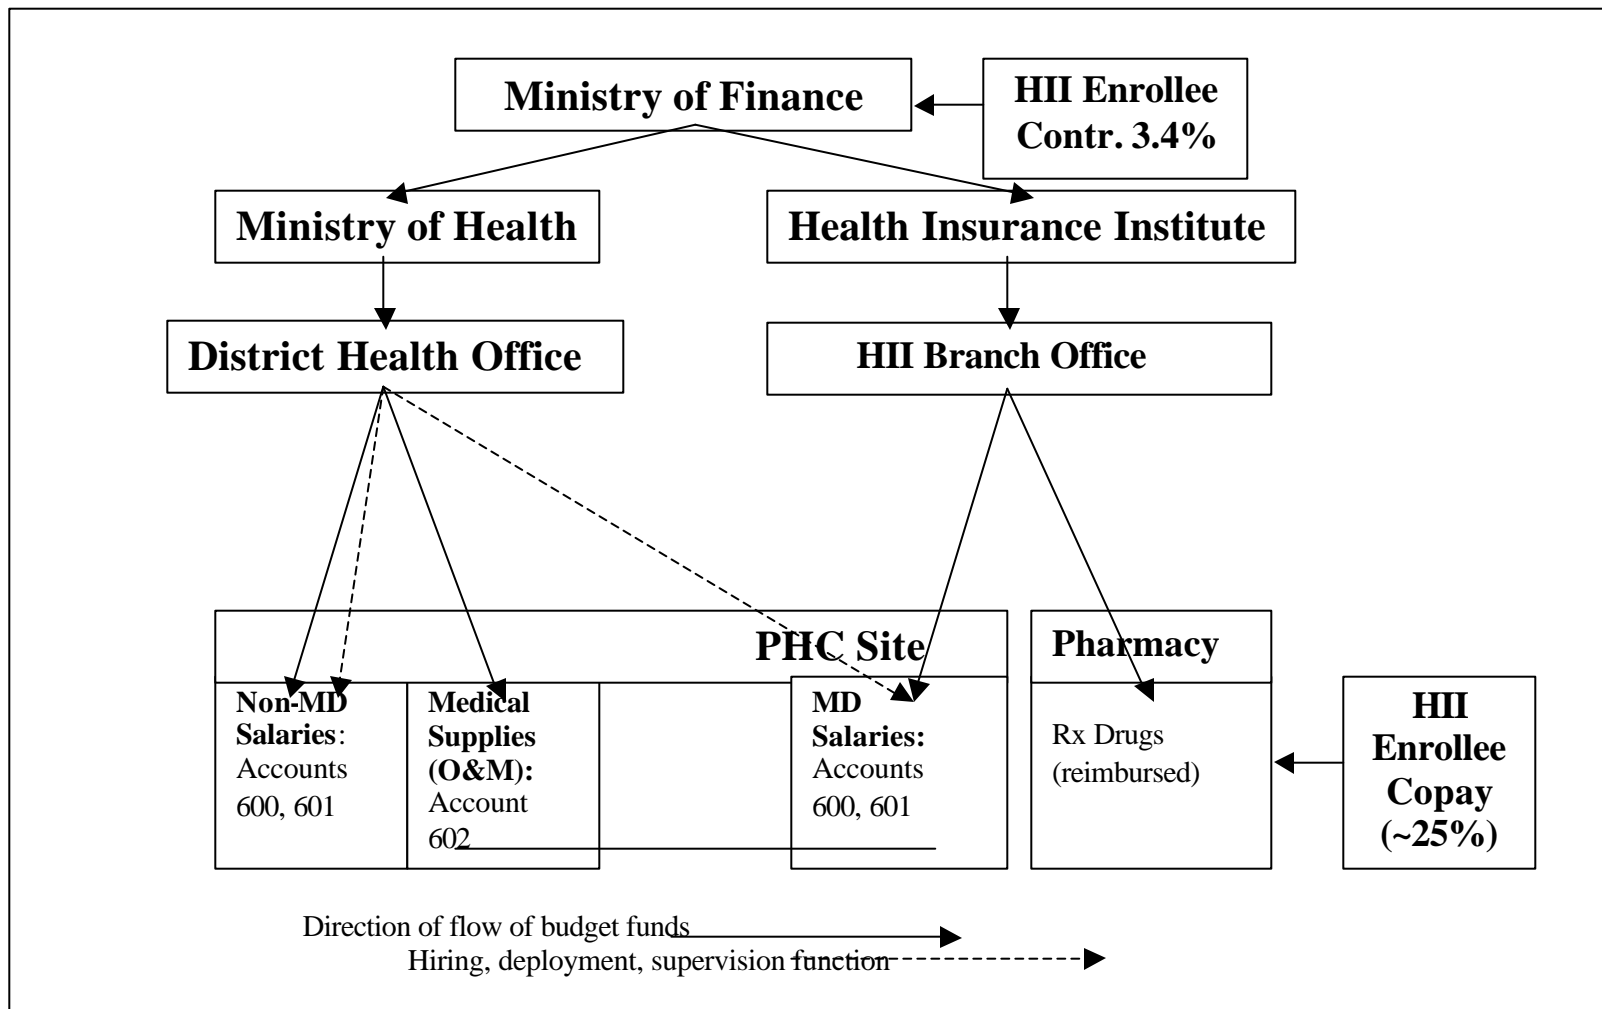 Ministry of Finance
HII Enrollee
Contr. 3.4%
Ministry of Health
Health Insurance Institute
District Health Office
HII Branch Office
PHC Site
Pharmacy
Non-MD
Salaries:
Accounts
600, 601
Medical
Supplies
(O&M):
Account
602
MD
Salaries:
Accounts
600, 601
Rx Drugs
(reimbursed)
HII
Enrollee
Copay
(~25%)
Direction of flow of budget funds
Hiring, deployment, supervision function